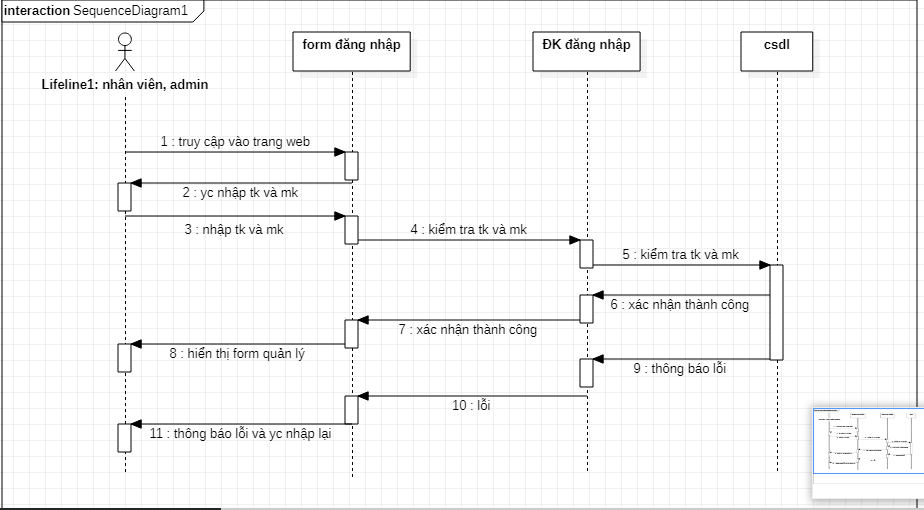 interaction SequenceDiagram1
form đăng nhập
ĐK đăng nhập
csdl
Lifeline1: nhân viên, admin
1 : truy cập vào trang web
2 : yc nhập tk và mk
3 : nhập tk và mk
4 : kiểm tra tk và mk
5 : kiểm tra tk và mk
6 : xác nhận thành công
7 : xác nhận thành công
8 : hiển thị form quản lý
9 : thông báo lỗi
10 : lỗi
11 : thông báo lỗi và yc nhập lại